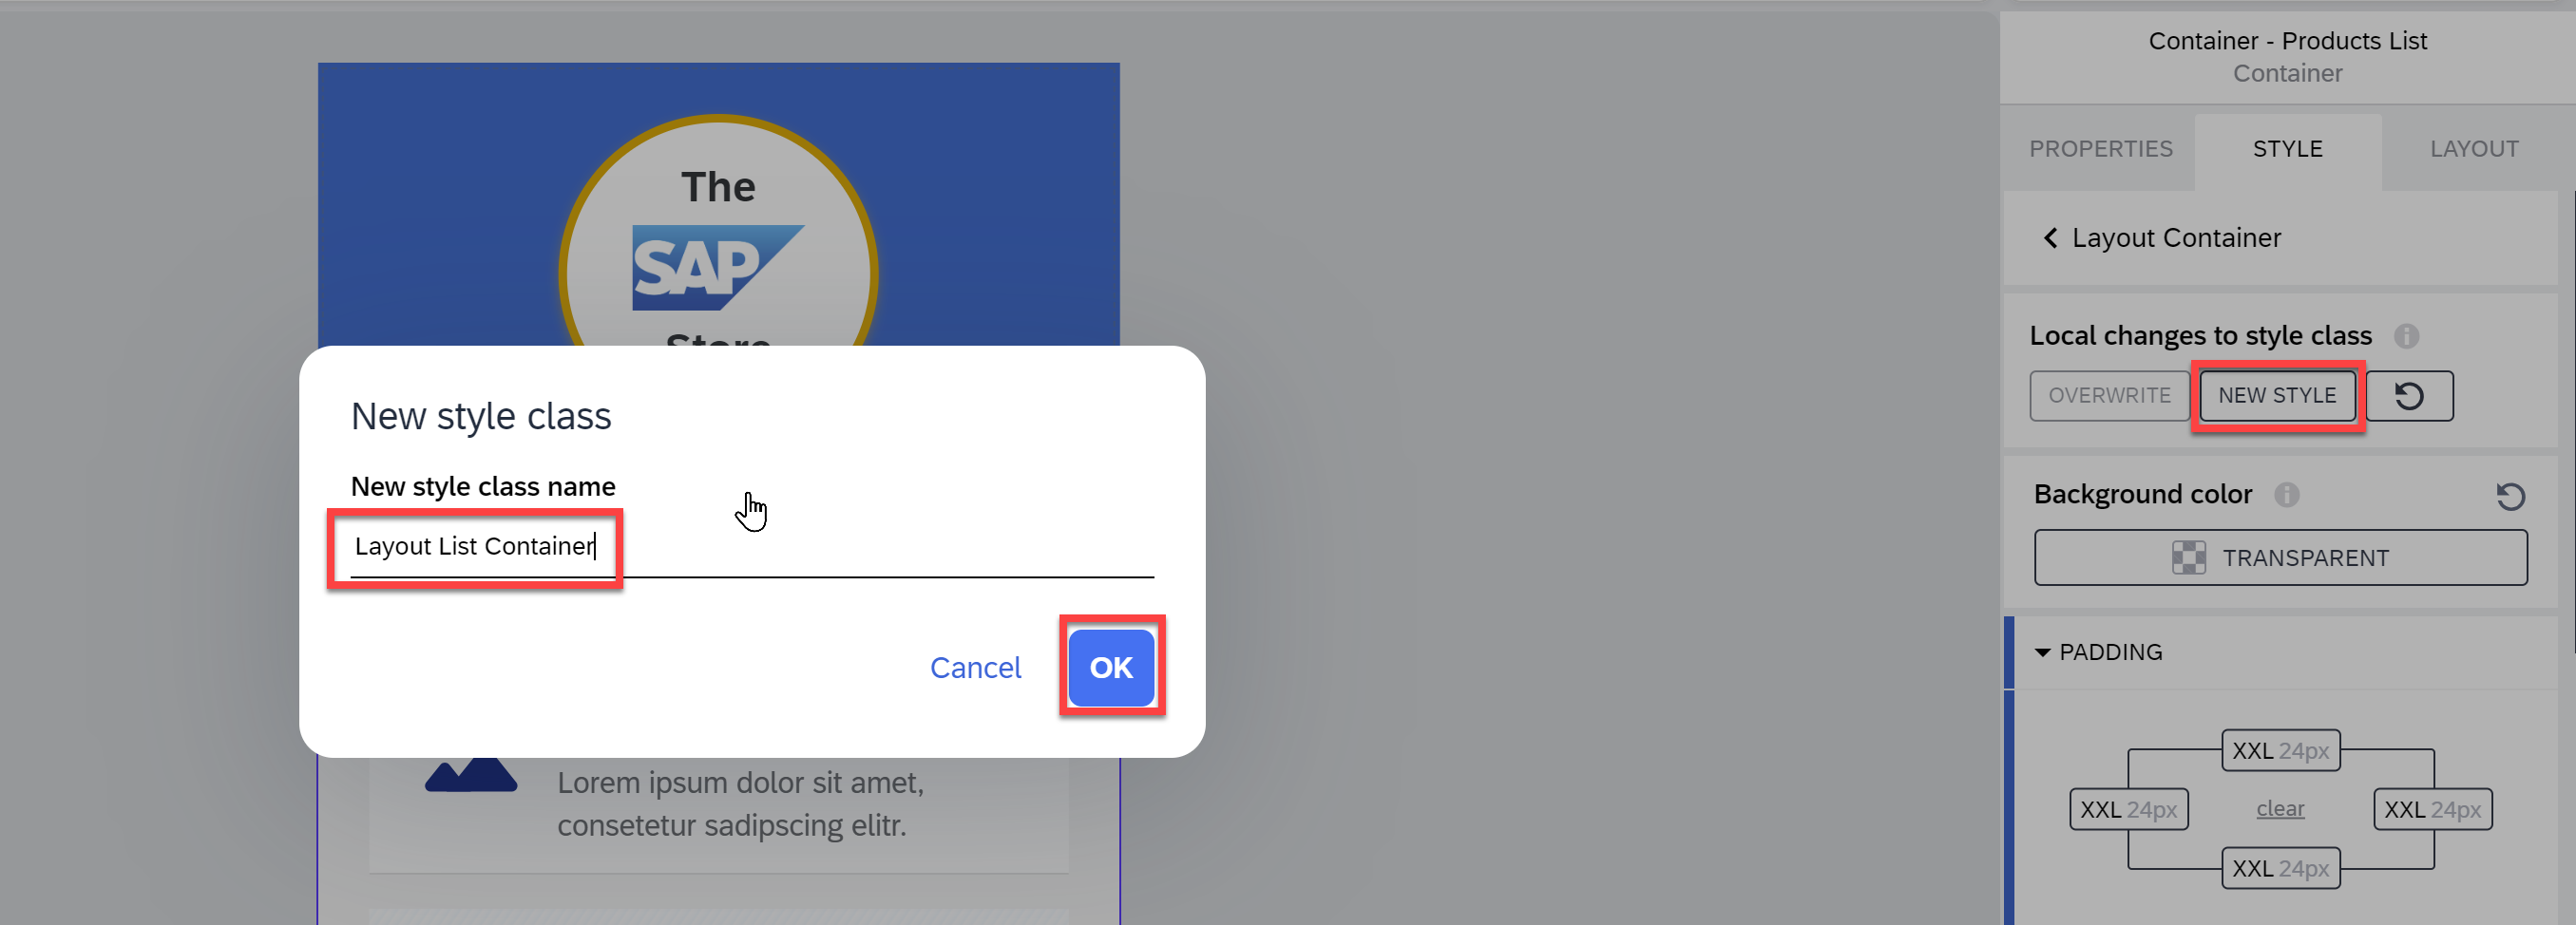 The
SAP
Store
New style class
New style class name
Layout List Container
Cancel
OK
Lorem ipsum dolor sit amet,
consetetur sadipscing elitr.
Container - Products List
Container
PROPERTIES
STYLE
LAYOUT
Layout Container
Local changes to style class
OVERWRITE
NEW STYLE
Background color
TRANSPARENT
PADDING
XXL 24px
XXL 24px
clear
XXL 24px
XXL 24px